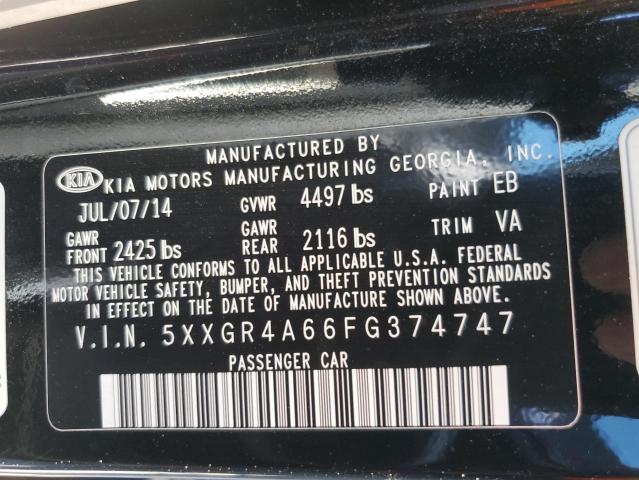 MANUFACTURED BY
KIA KIA MOTORS MANUFACTURING GEORGIA, INC.
JUL/07/14 GVWR 4497 lbs PAINT EB
GAWR FRONT 2425 lbs GAWR REAR 2116 lbs TRIM VA
THIS VEHICLE CONFORMS TO ALL APPLICABLE U.S.A. FEDERAL
MOTOR VEHICLE SAFETY, BUMPER, AND THEFT PREVENTION STANDARDS
IN EFFECT ON THE DATE OF MANUFACTURE SHOWN ABOVE.
V.I.N. 5XXGR4A66FG374747
PASSENGER CAR